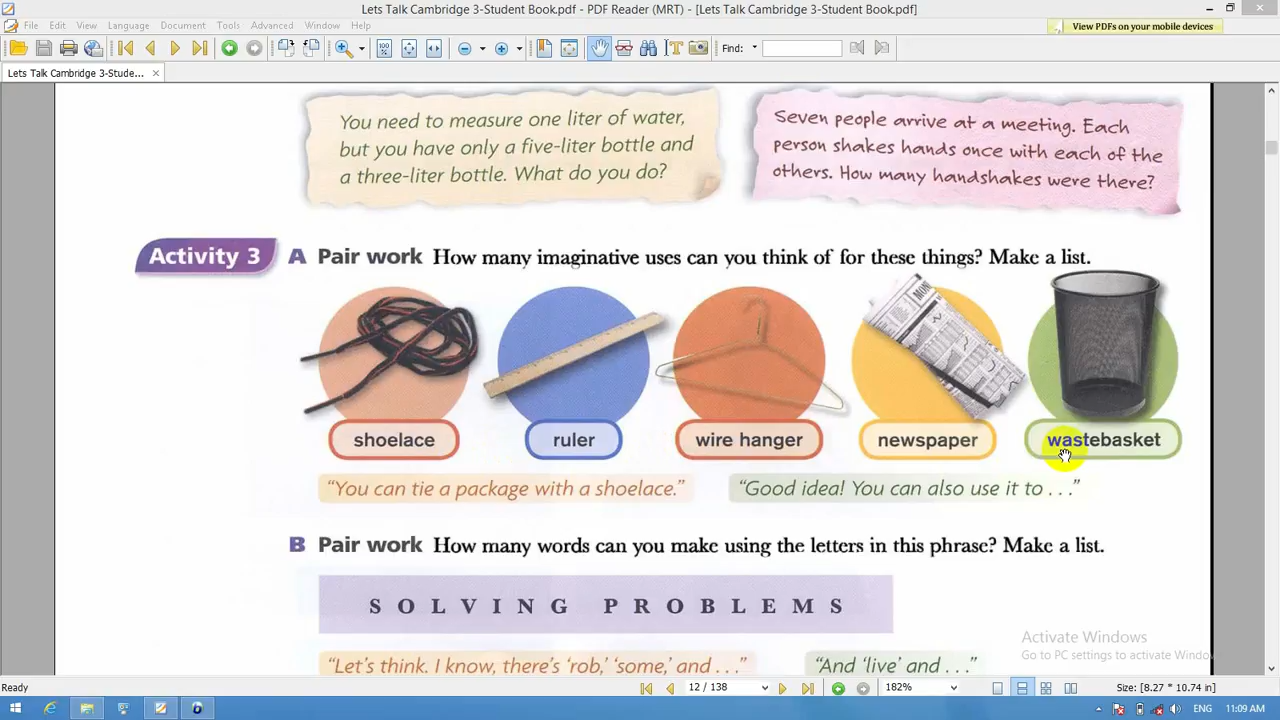 Lets Talk Cambridge 3-Student Book.pdf - PDF Reader (MRT) - [Lets Talk Cambridge 3-Student Book.pdf]
File Edit View Language Document Tools Advanced Window Help
View PDFs on your mobile devices
Find:
Lets Talk Cambridge 3-Stude... ×
You need to measure one liter of water,
but you have only a five-liter bottle and
a three-liter bottle. What do you do?
Seven people arrive at a meeting. Each
person shakes hands once with each of the
others. How many handshakes were there?
Activity 3 A Pair work How many imaginative uses can you think of for these things? Make a list.
shoelace ruler wire hanger newspaper wastebasket
“You can tie a package with a shoelace.” “Good idea! You can also use it to . . .”
B Pair work How many words can you make using the letters in this phrase? Make a list.
SOLVING PROBLEMS
“Let’s think. I know, there’s ‘rob,’ ‘some,’ and . . .” “And ‘live’ and . . .”
Activate Windows
Go to PC settings to activate Windo
Ready 12 / 138 182% Size: [8.27 * 10.74 in]
ENG 11:09 AM